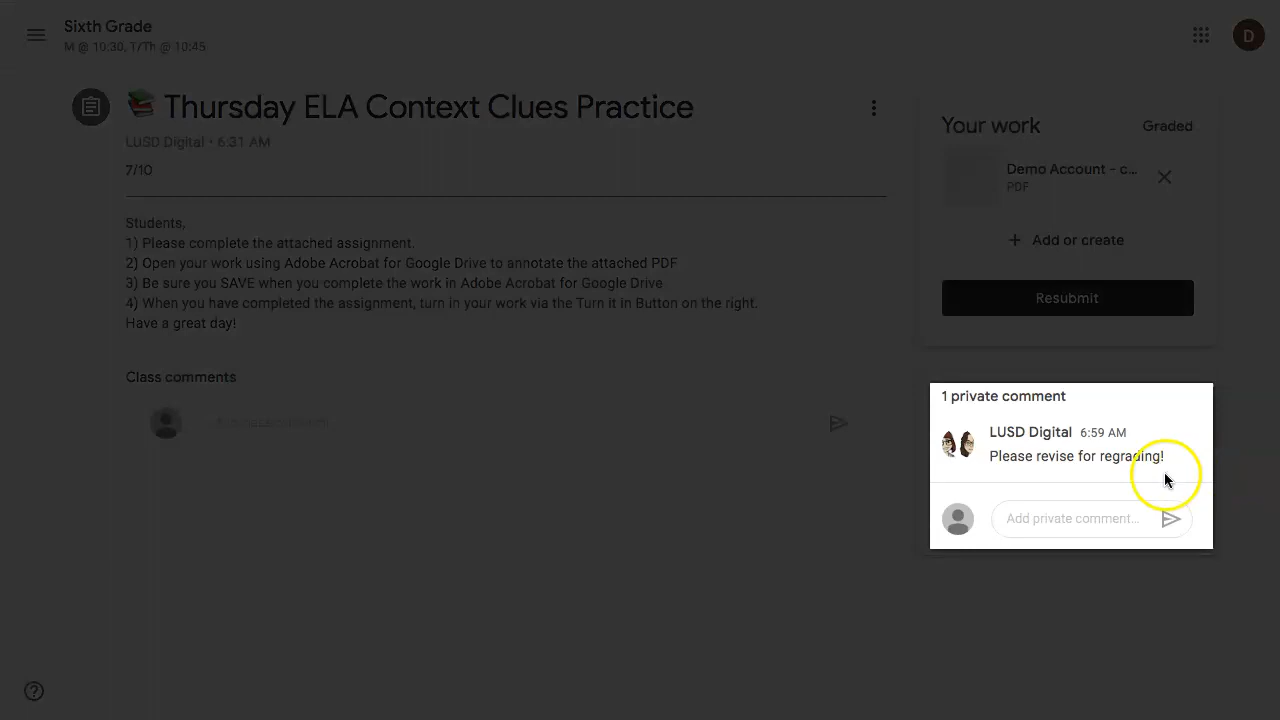 Sixth Grade
M @ 10:30, T/Th @ 10:45
D
Thursday ELA Context Clues Practice
LUSD Digital • 6:31 AM
7/10
Students,
1) Please complete the attached assignment.
2) Open your work using Adobe Acrobat for Google Drive to annotate the attached PDF
3) Be sure you SAVE when you complete the work in Adobe Acrobat for Google Drive
4) When you have completed the assignment, turn in your work via the Turn it in Button on the right.
Have a great day!
Class comments
Your work
Graded
Demo Account - c...
PDF
+ Add or create
Resubmit
1 private comment
LUSD Digital 6:59 AM
Please revise for regrading!
Add private comment...